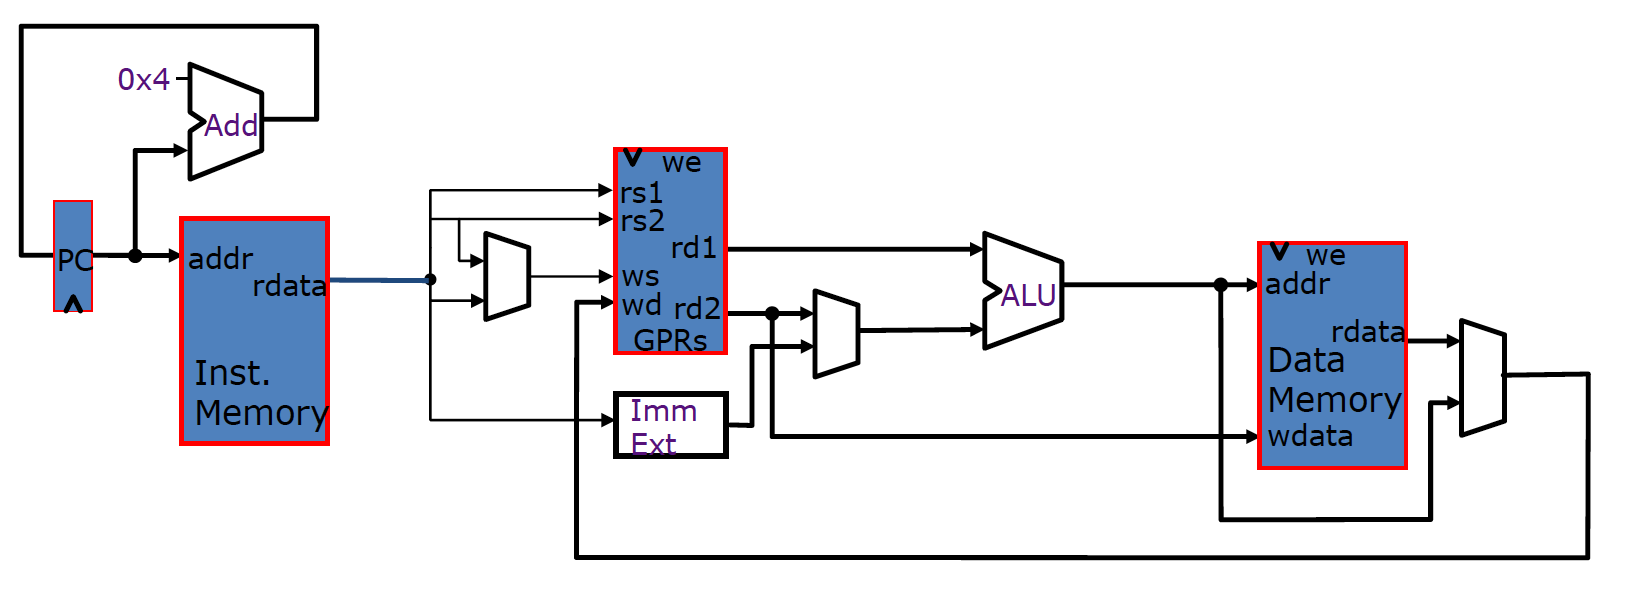 0x4
Add
PC
addr
rdata
Inst.
Memory
we
rs1
rs2
rd1
ws
wd rd2
GPRs
Imm
Ext
ALU
we
addr
rdata
Data
Memory
wdata